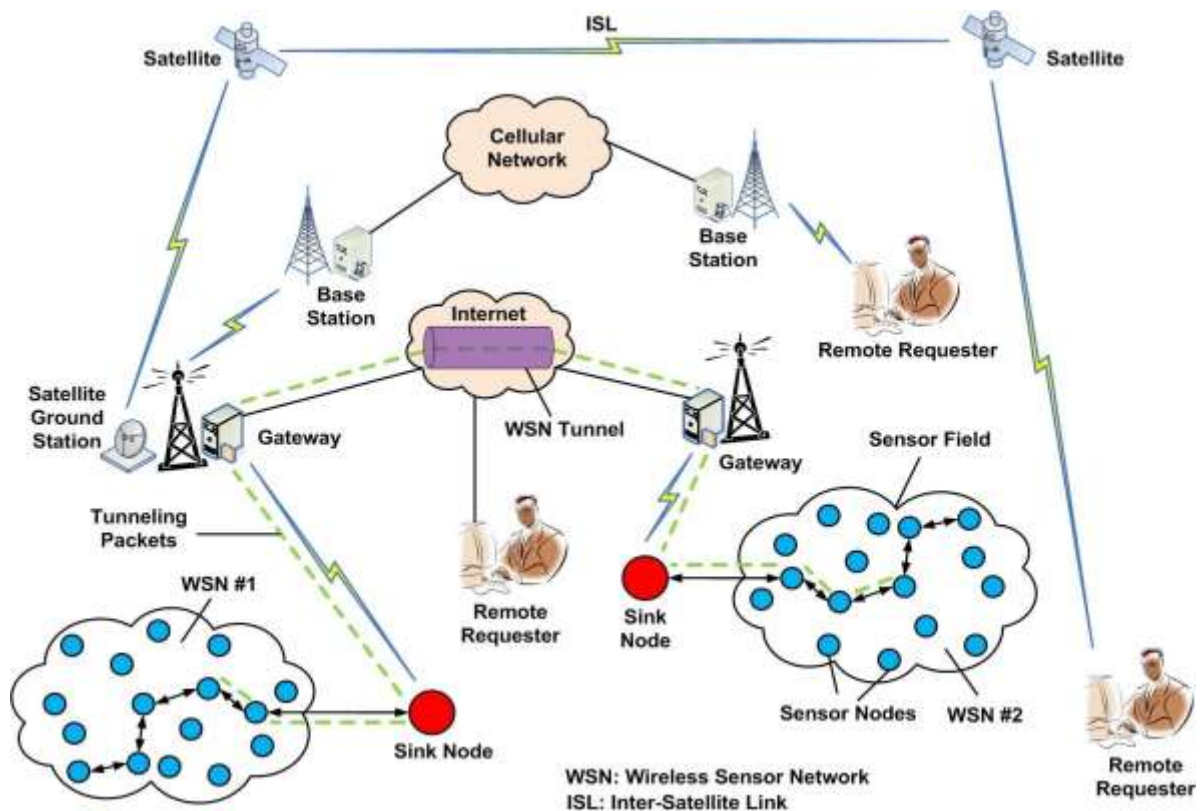 ISL
Satellite
Satellite
Cellular
Network
Base
Station
Base
Station
Internet
Remote Requester
Satellite
Ground
Station
Gateway
WSN Tunnel
Gateway
Sensor Field
Tunneling
Packets
WSN #1
Remote
Requester
Sink
Node
Sink Node
Sensor Nodes
WSN #2
Remote
Requester
WSN: Wireless Sensor Network
ISL: Inter-Satellite Link